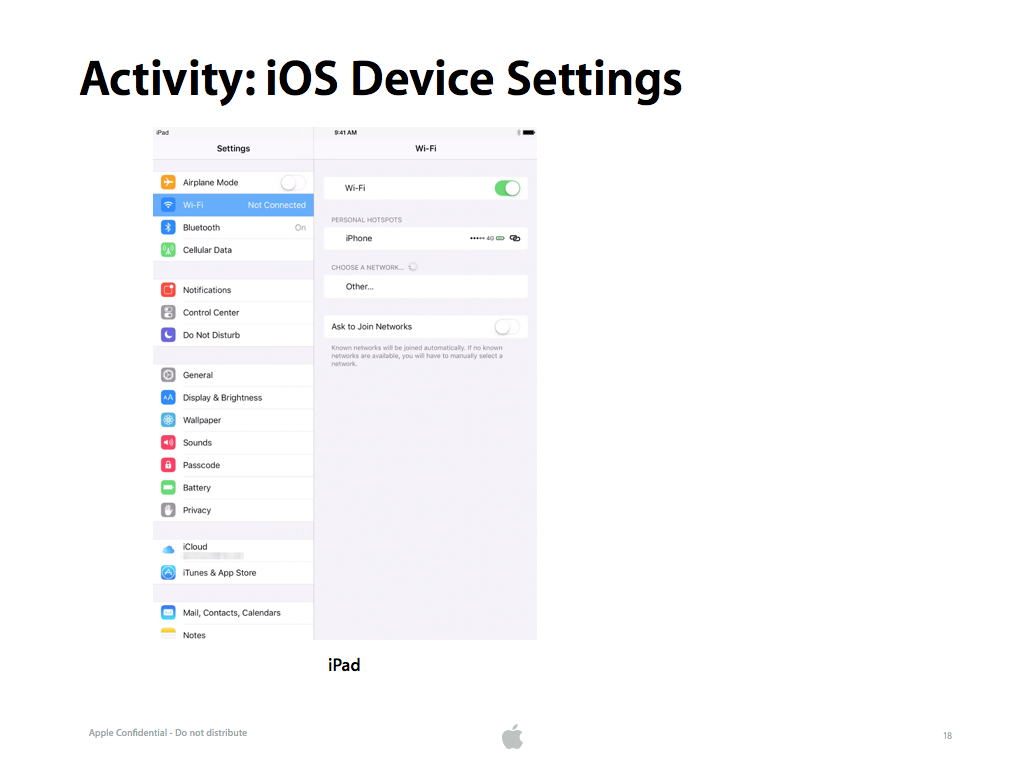 Activity: iOS Device Settings
iPad
9:41 AM
Settings
Wi-Fi
Airplane Mode
Wi-Fi Not Connected
Bluetooth On
Cellular Data
Notifications
Control Center
Do Not Disturb
General
Display & Brightness
Wallpaper
Sounds
Passcode
Battery
Privacy
iCloud
iTunes & App Store
Mail, Contacts, Calendars
Notes
Wi-Fi
PERSONAL HOTSPOTS
iPhone 4G
CHOOSE A NETWORK...
Other...
Ask to Join Networks
Known networks will be joined automatically. If no known
networks are available, you will have to manually select a
network.
iPad
Apple Confidential - Do not distribute
18